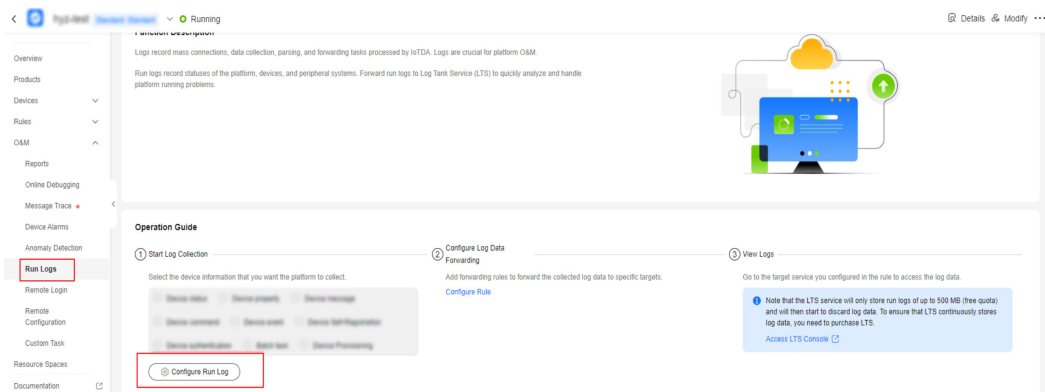 hyz-test Standard Standard Running
Details Modify
Function Description
Logs record mass connections, data collection, parsing, and forwarding tasks processed by IoTDA. Logs are crucial for platform O&M.
Run logs record statuses of the platform, devices, and peripheral systems. Forward run logs to Log Tank Service (LTS) to quickly analyze and handle
platform running problems.
Overview
Products
Devices
Rules
O&M
Reports
Online Debugging
Message Trace
Device Alarms
Anomaly Detection
Run Logs
Remote Login
Remote
Configuration
Custom Task
Resource Spaces
Documentation
Operation Guide
1 Start Log Collection
Select the device information that you want the platform to collect.
Device status Device property Device message
Device command Device event Device Self-Registration
Device authentication Batch task Device Provisioning
Configure Run Log
2 Configure Log Data
Forwarding
Add forwarding rules to forward the collected log data to specific targets.
Configure Rule
3 View Logs
Go to the target service you configured in the rule to access the log data.
Note that the LTS service will only store run logs of up to 500 MB (free quota)
and will then start to discard log data. To ensure that LTS continuously stores
log data, you need to purchase LTS.
Access LTS Console